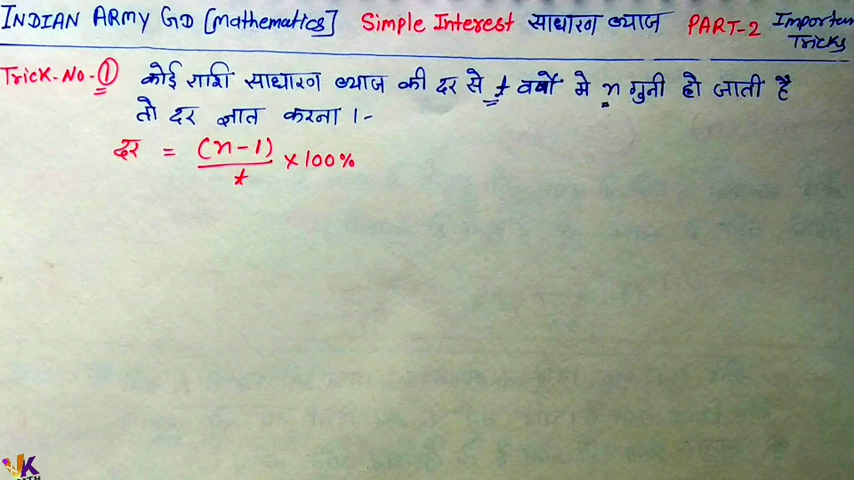 INDIAN ARMY GD [Mathematics] Simple Interest साधारण ब्याज PART-2 Important Tricks
Trick-No-① कोई राशि साधारण ब्याज की दर से t वर्षो मे n गुनी हो जाती है
तो दर ज्ञात करना ।-
दर = (n-1)/t × 100%
VK